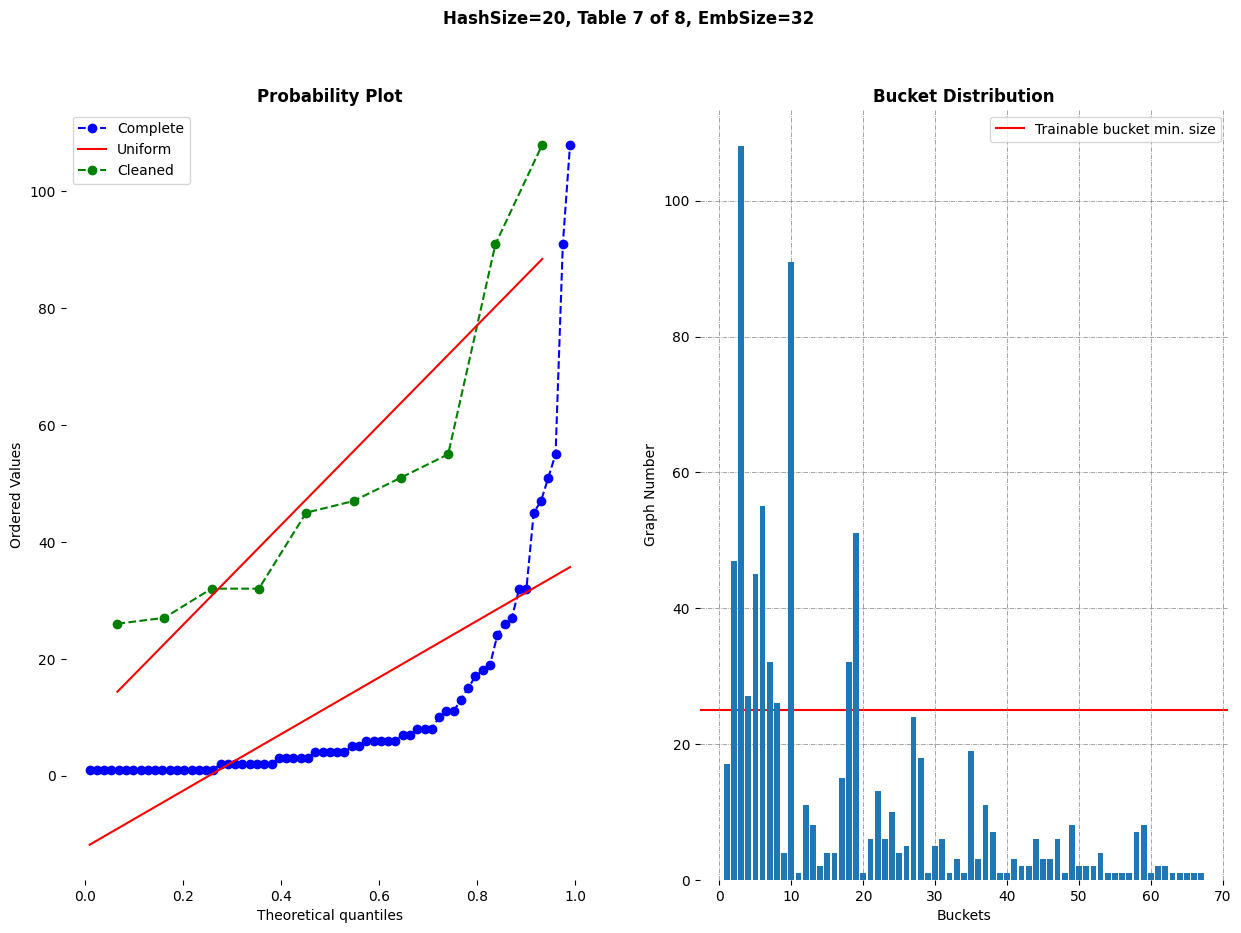 HashSize=20, Table 7 of 8, EmbSize=32
Probability Plot
Complete
Uniform
Cleaned
100
80
60
40
20
0
Ordered Values
0.0 0.2 0.4 0.6 0.8 1.0
Theoretical quantiles
Bucket Distribution
Trainable bucket min. size
100
80
60
40
20
0
Graph Number
0 10 20 30 40 50 60 70
Buckets